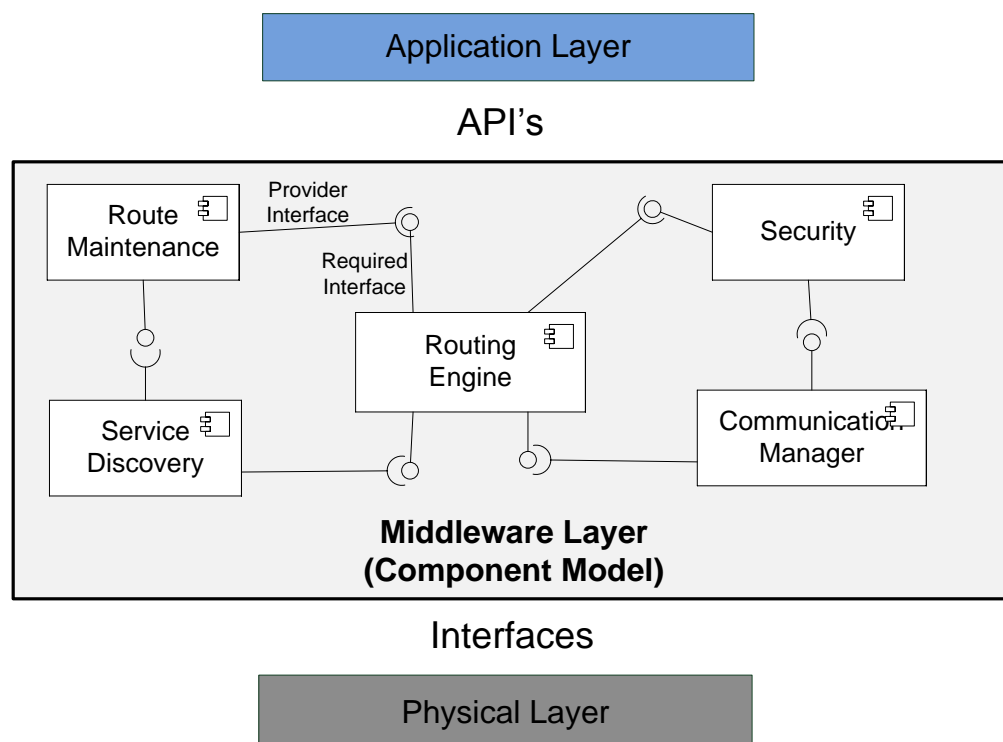 Application Layer
API's
Route
Maintenance
Provider
Interface
Required
Interface
Security
Routing
Engine
Service
Discovery
Communication
Manager
Middleware Layer
(Component Model)
Interfaces
Physical Layer